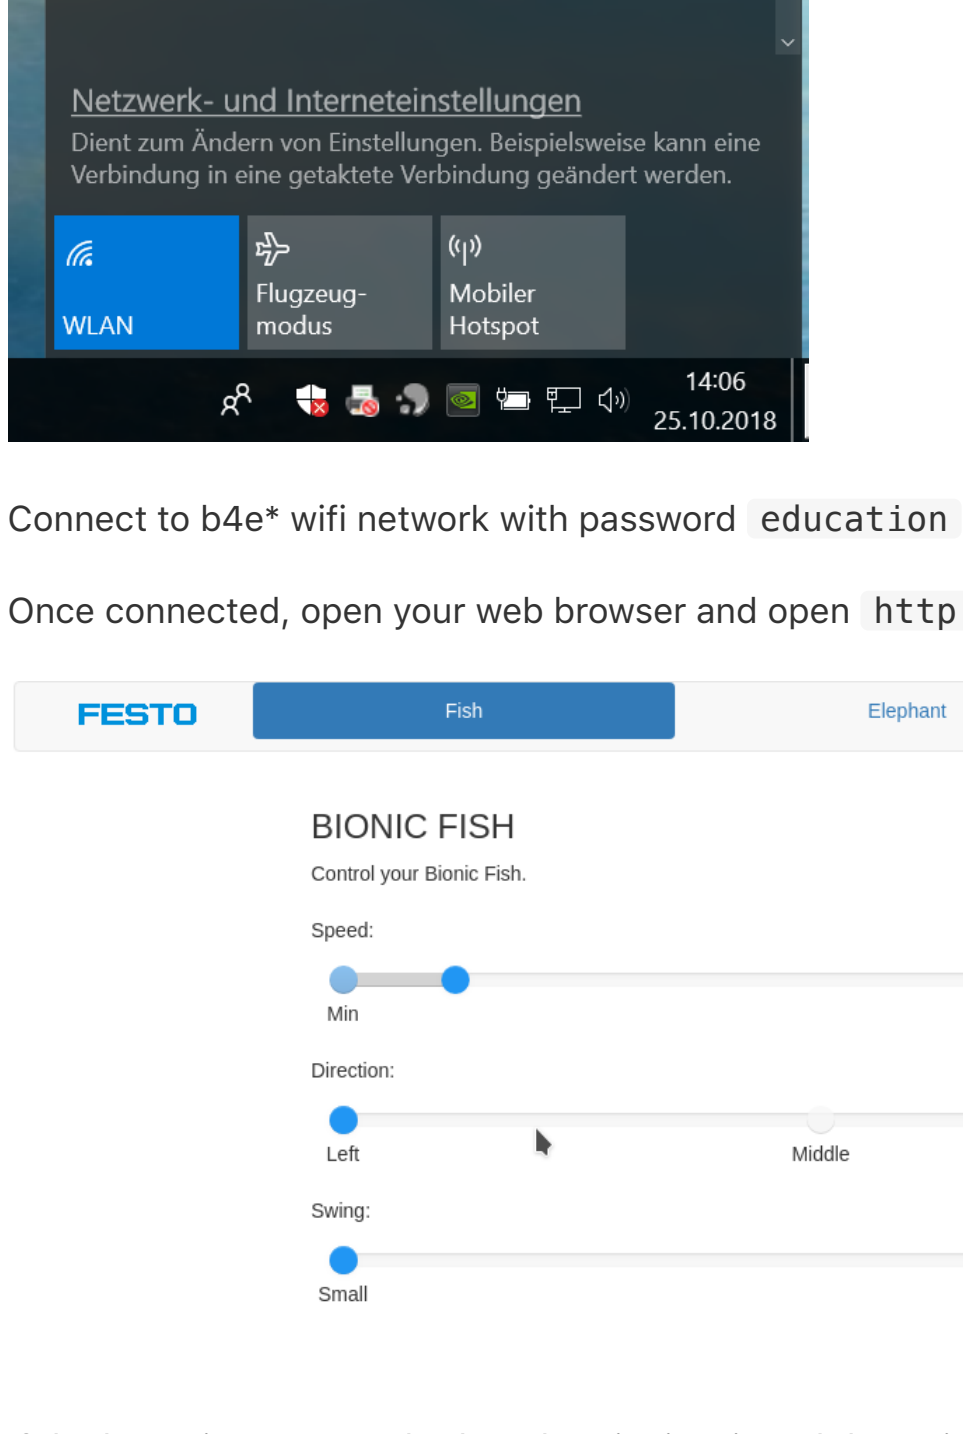 Netzwerk- und Interneteinstellungen
Dient zum Ändern von Einstellungen. Beispielsweise kann eine
Verbindung in eine getaktete Verbindung geändert werden.
WLAN
Flugzeug-
modus
Mobiler
Hotspot
14:06
25.10.2018
Connect to b4e* wifi network with password education
Once connected, open your web browser and open http
FESTO
Fish
Elephant
BIONIC FISH
Control your Bionic Fish.
Speed:
Min
Direction:
Left
Middle
Swing:
Small